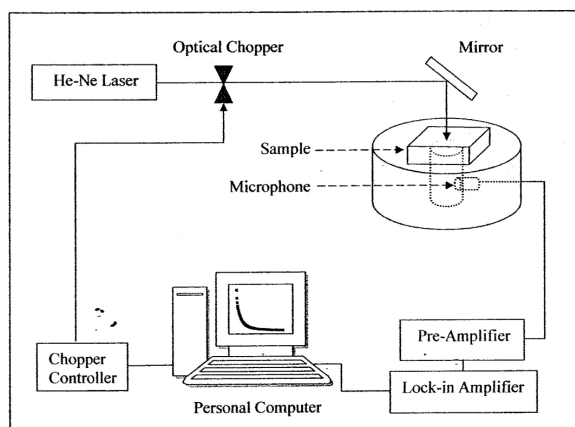 Optical Chopper
Mirror
He-Ne Laser
Sample
Microphone
Pre-Amplifier
Chopper
Controller
Lock-in Amplifier
Personal Computer